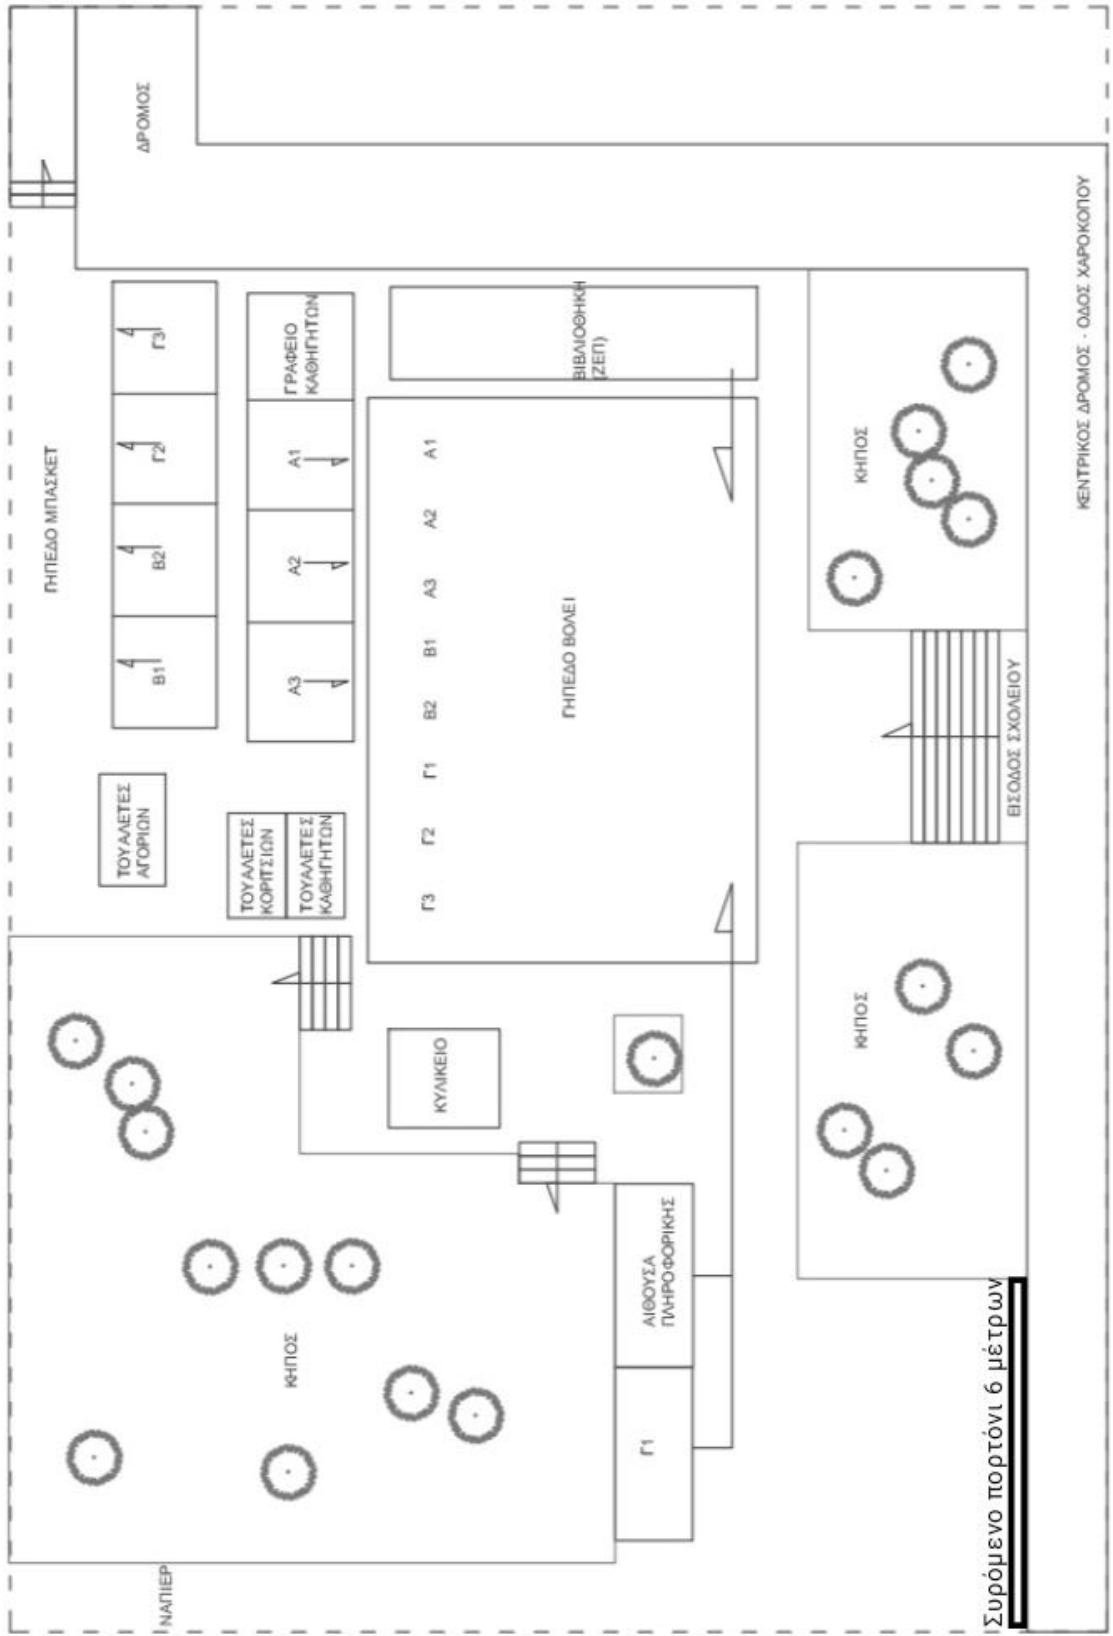 ΔΡΟΜΟΣ
ΚΕΝΤΡΙΚΟΣ ΔΡΟΜΟΣ - ΟΔΟΣ ΧΑΡΟΚΟΠΟΥ
ΓΗΠΕΔΟ ΜΠΑΣΚΕΤ
Γ3
Γ2
Β2
Β1
ΓΡΑΦΕΙΟ
ΚΑΘΗΓΗΤΩΝ
Α1
Α2
Α3
ΒΙΒΛΙΟΘΗΚΗ
(ΖΕΠ)
Α1
Α2
Α3
Β1
Β2
Γ1
Γ2
Γ3
ΓΗΠΕΔΟ ΒΟΛΕΙ
ΚΗΠΟΣ
ΕΙΣΟΔΟΣ ΣΧΟΛΕΙΟΥ
ΤΟΥΑΛΕΤΕΣ
ΑΓΟΡΙΩΝ
ΤΟΥΑΛΕΤΕΣ
ΚΟΡΙΤΣΙΩΝ
ΤΟΥΑΛΕΤΕΣ
ΚΑΘΗΓΗΤΩΝ
ΚΥΛΙΚΕΙΟ
ΚΗΠΟΣ
ΑΙΘΟΥΣΑ
ΠΛΗΡΟΦΟΡΙΚΗΣ
ΚΗΠΟΣ
Γ1
Συρόμενο πορτόνι 6 μέτρων
ΝΑΠΙΕΡ